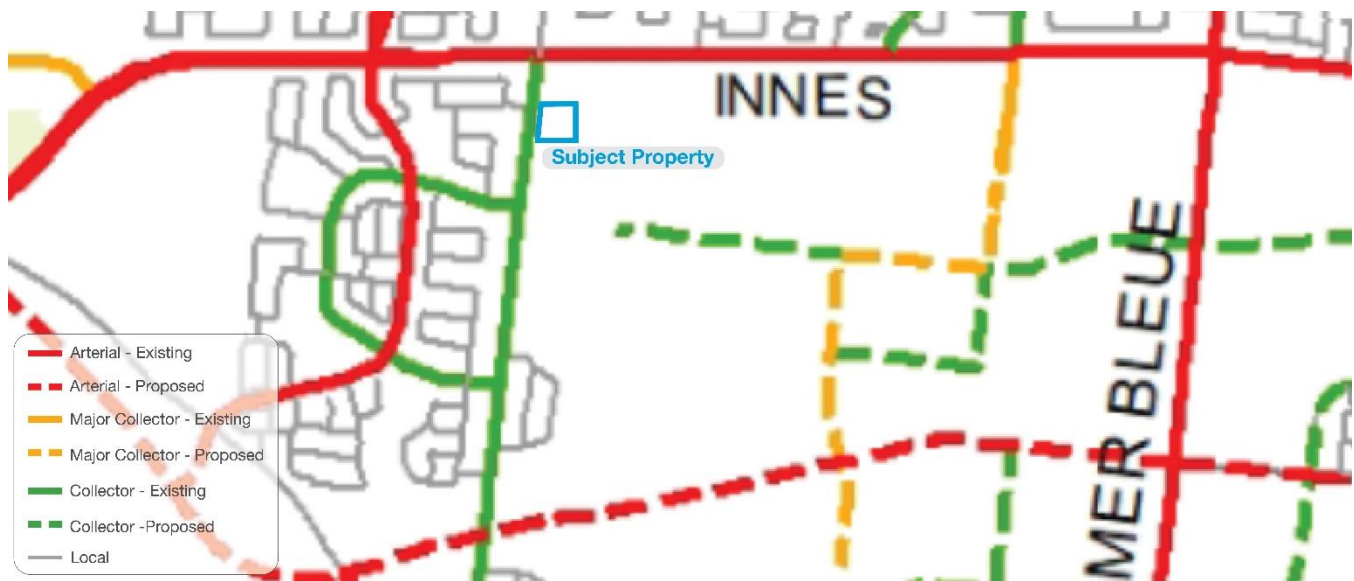 INNES
Subject Property
MER BLEUE
Arterial - Existing
Arterial - Proposed
Major Collector - Existing
Major Collector - Proposed
Collector - Existing
Collector -Proposed
Local